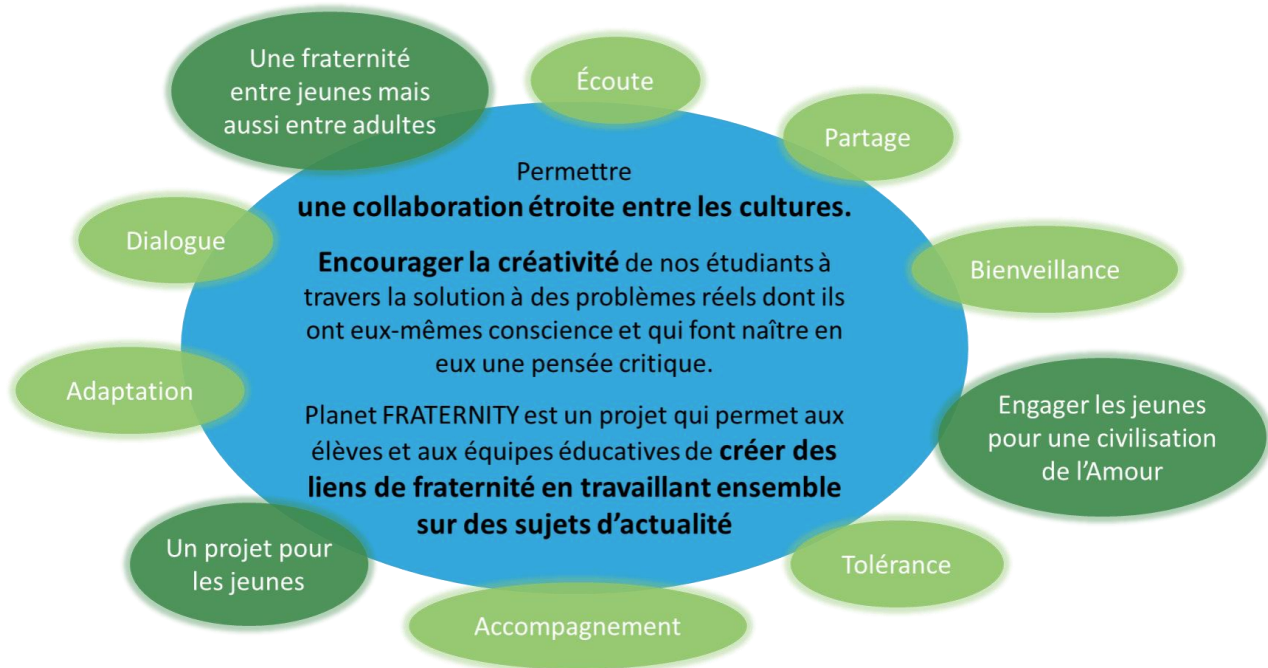 Une fraternité
entre jeunes mais
aussi entre adultes
Écoute
Partage
Dialogue
Bienveillance
Adaptation
Permettre
une collaboration étroite entre les cultures.
Encourager la créativité de nos étudiants à
travers la solution à des problèmes réels dont ils
ont eux-mêmes conscience et qui font naître en
eux une pensée critique.
Planet FRATERNITY est un projet qui permet aux
élèves et aux équipes éducatives de créer des
liens de fraternité en travaillant ensemble
sur des sujets d’actualité
Engager les jeunes
pour une civilisation
de l’Amour
Un projet pour
les jeunes
Tolérance
Accompagnement